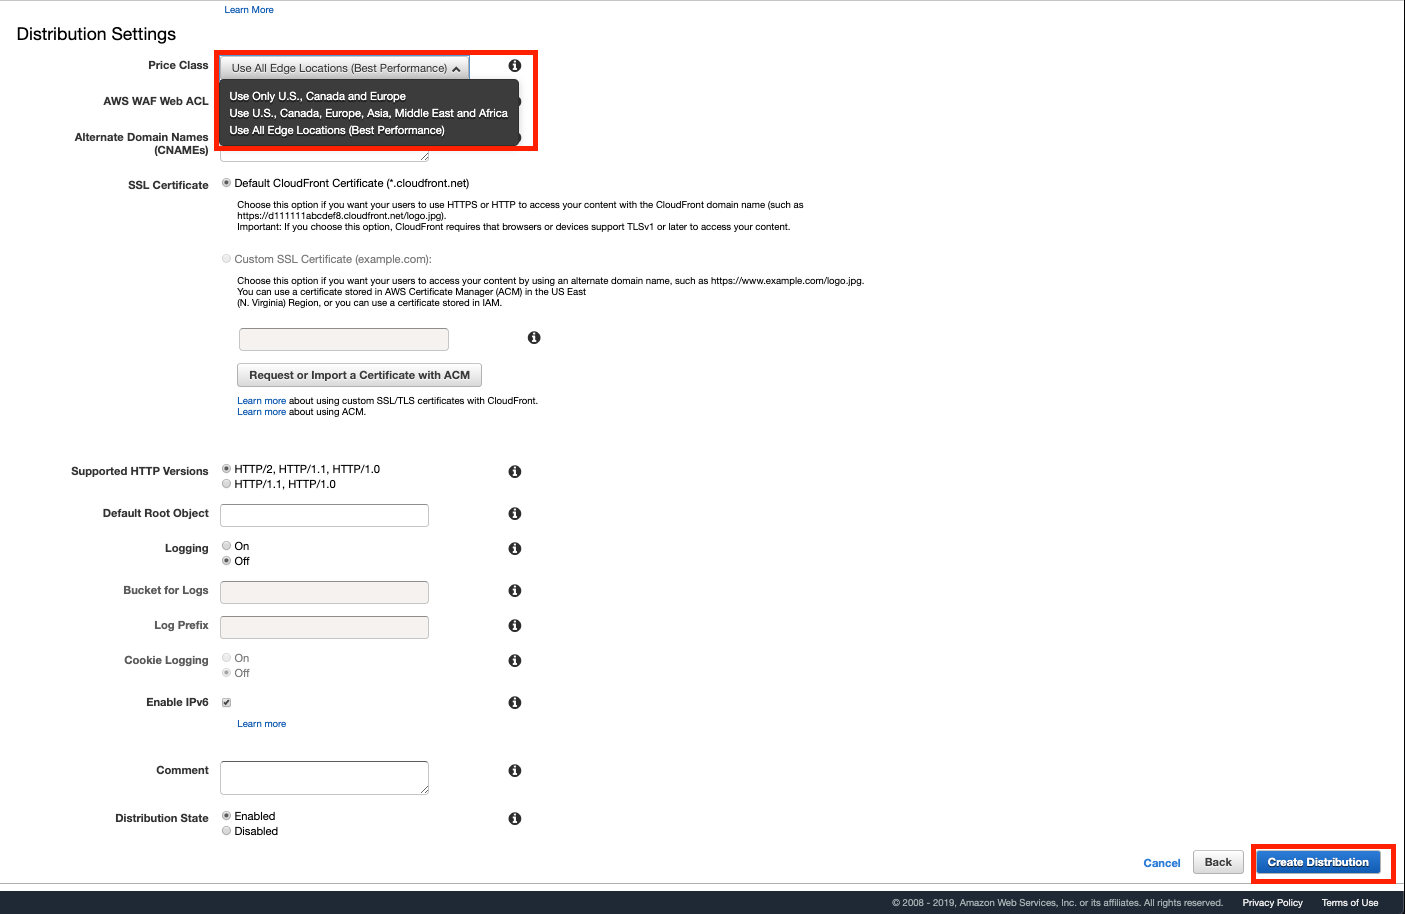 Learn More
Distribution Settings
Price Class
Use All Edge Locations (Best Performance)
Use Only U.S., Canada and Europe
Use U.S., Canada, Europe, Asia, Middle East and Africa
Use All Edge Locations (Best Performance)
AWS WAF Web ACL
Alternate Domain Names
(CNAMEs)
SSL Certificate
Default CloudFront Certificate (*.cloudfront.net)
Choose this option if you want your users to use HTTPS or HTTP to access your content with the CloudFront domain name (such as
https://d111111abcdef8.cloudfront.net/logo.jpg).
Important: If you choose this option, CloudFront requires that browsers or devices support TLSv1 or later to access your content.
Custom SSL Certificate (example.com):
Choose this option if you want your users to access your content by using an alternate domain name, such as https://www.example.com/logo.jpg.
You can use a certificate stored in AWS Certificate Manager (ACM) in the US East
(N. Virginia) Region, or you can use a certificate stored in IAM.
Request or Import a Certificate with ACM
Learn more about using custom SSL/TLS certificates with CloudFront.
Learn more about using ACM.
Supported HTTP Versions
HTTP/2, HTTP/1.1, HTTP/1.0
HTTP/1.1, HTTP/1.0
Default Root Object
Logging
On
Off
Bucket for Logs
Log Prefix
Cookie Logging
On
Off
Enable IPv6
Learn more
Comment
Distribution State
Enabled
Disabled
Cancel
Back
Create Distribution
© 2008 - 2019, Amazon Web Services, Inc. or its affiliates. All rights reserved.
Privacy Policy
Terms of Use